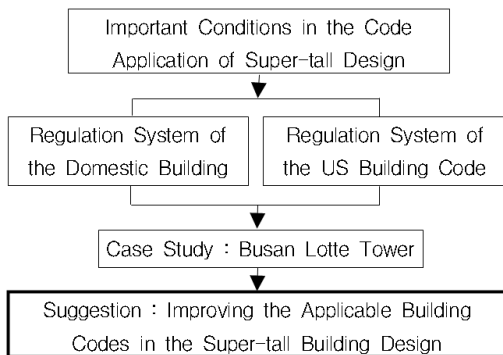 Important Conditions in the Code
Application of Super-tall Design
Regulation System of
the Domestic Building
Regulation System of
the US Building Code
Case Study : Busan Lotte Tower
Suggestion : Improving the Applicable Building
Codes in the Super-tall Building Design